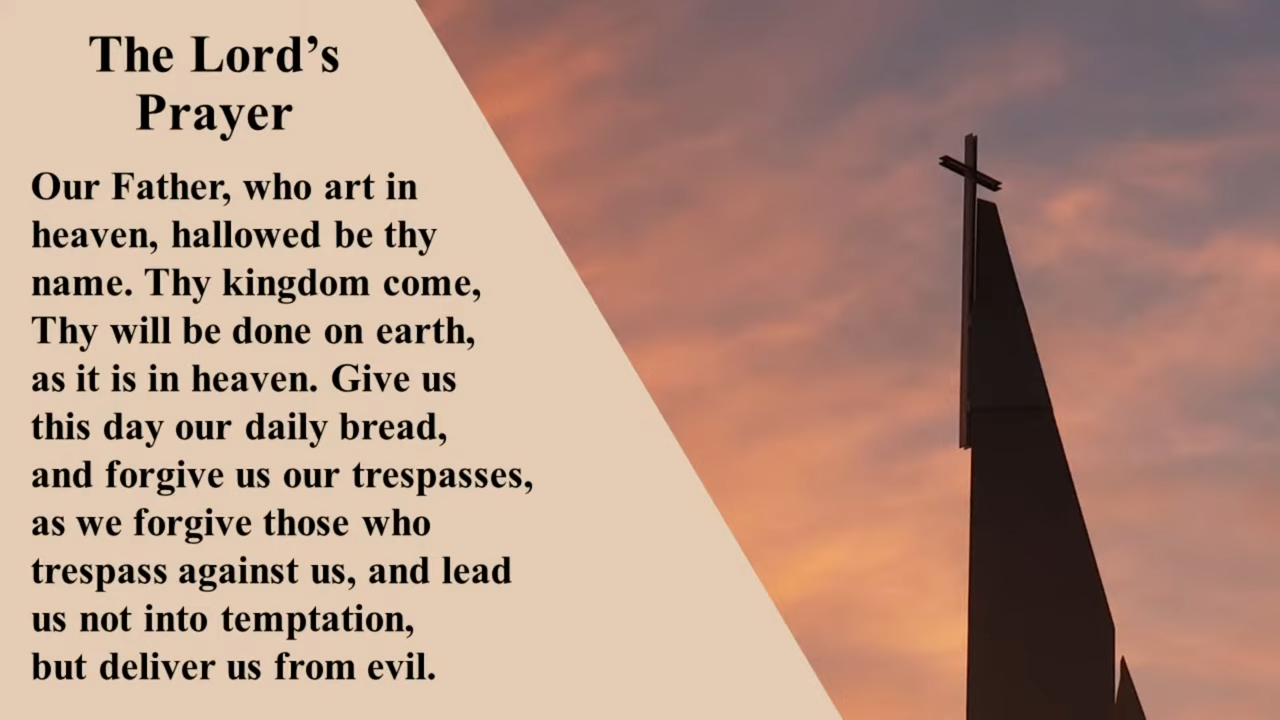 The Lord’s
Prayer
Our Father, who art in
heaven, hallowed be thy
name. Thy kingdom come,
Thy will be done on earth,
as it is in heaven. Give us
this day our daily bread,
and forgive us our trespasses,
as we forgive those who
trespass against us, and lead
us not into temptation,
but deliver us from evil.